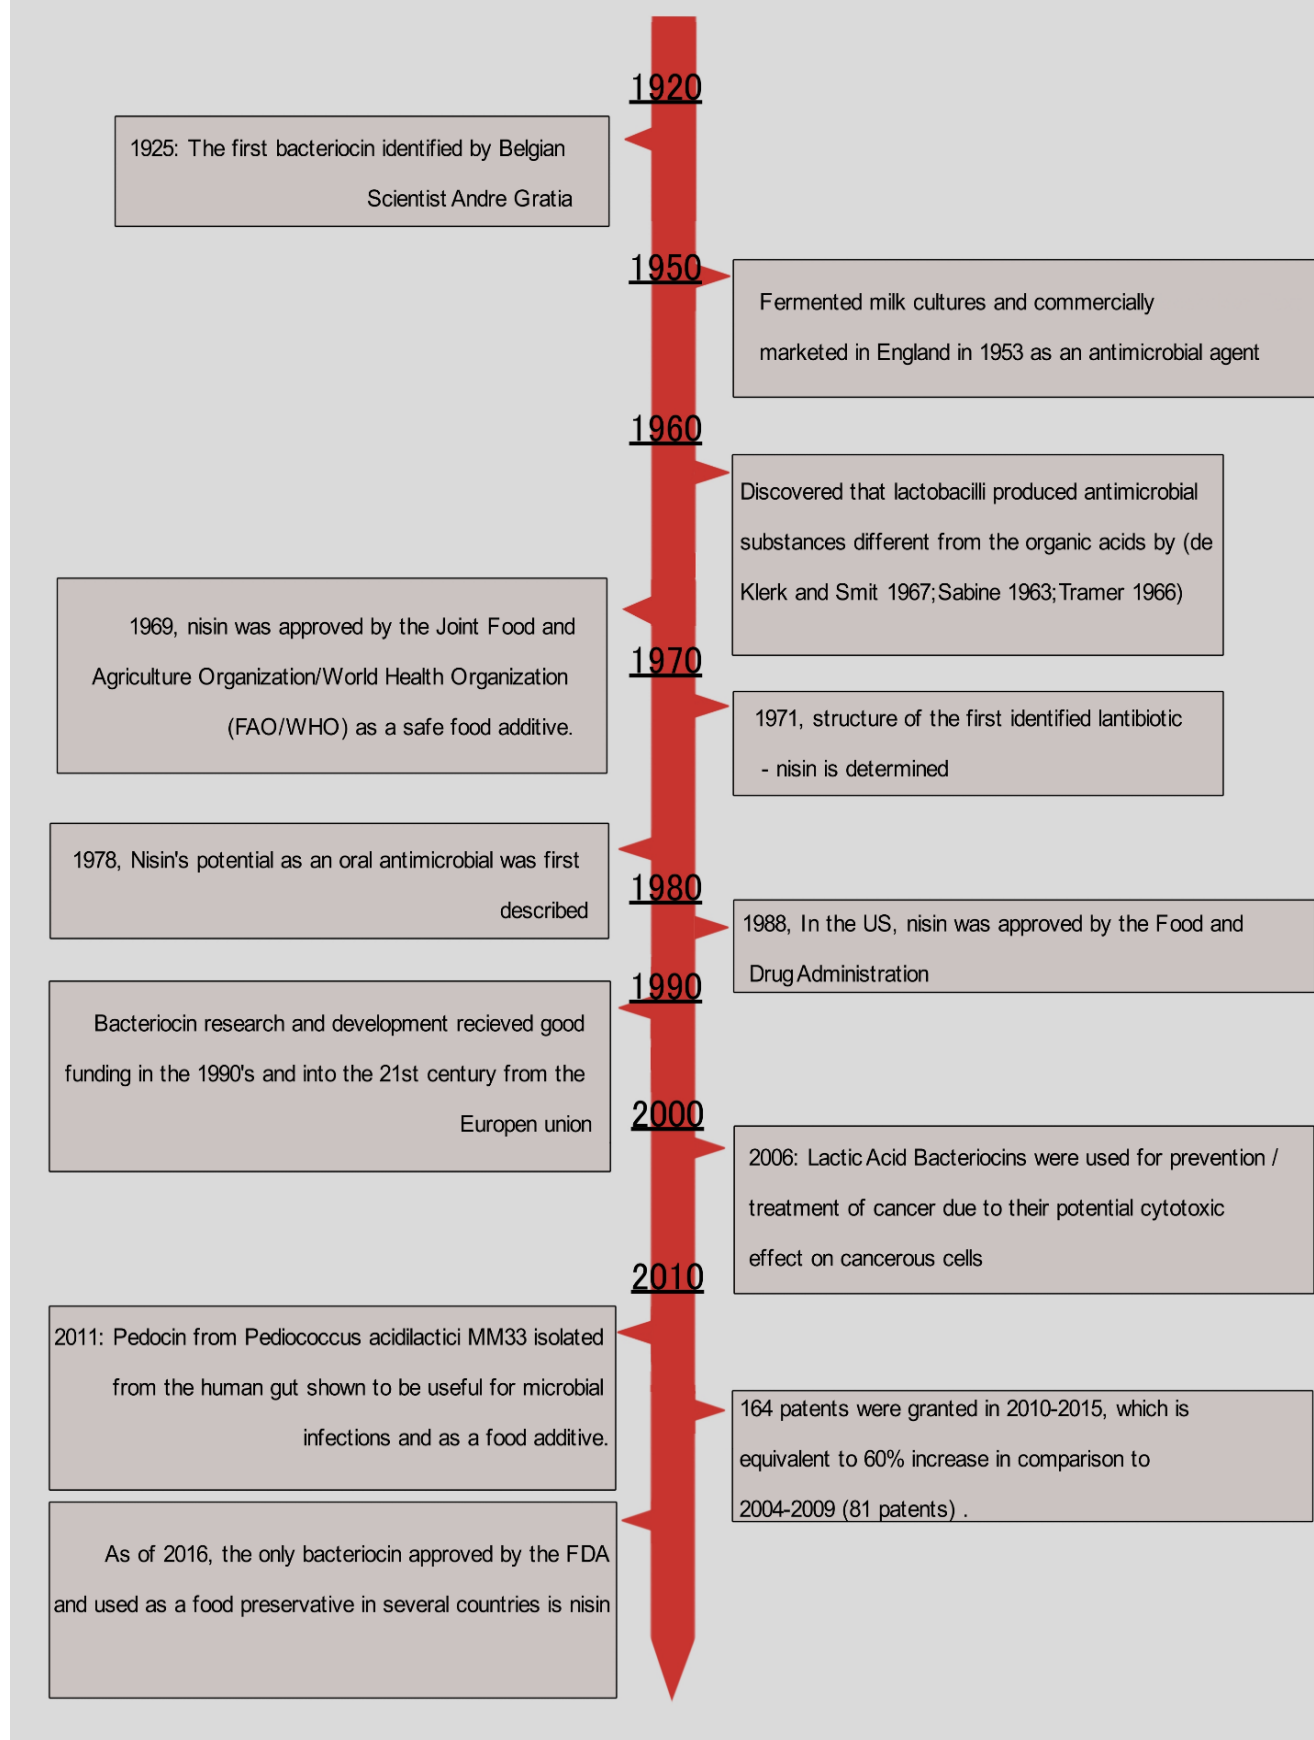 1920
1925: The first bacteriocin identified by Belgian
Scientist Andre Gratia
1950
Fermented milk cultures and commercially
marketed in England in 1953 as an antimicrobial agent
1960
Discovered that lactobacilli produced antimicrobial
substances different from the organic acids by (de
Klerk and Smit 1967;Sabine 1963;Tramer 1966)
1969, nisin was approved by the Joint Food and
Agriculture Organization/World Health Organization
(FAO/WHO) as a safe food additive.
1970
1971, structure of the first identified lantibiotic
- nisin is determined
1978, Nisin's potential as an oral antimicrobial was first
described
1980
1988, In the US, nisin was approved by the Food and
Drug Administration
1990
Bacteriocin research and development recieved good
funding in the 1990's and into the 21st century from the
Europen union
2000
2006: Lactic Acid Bacteriocins were used for prevention /
treatment of cancer due to their potential cytotoxic
effect on cancerous cells
2010
2011: Pedocin from Pediococcus acidilactici MM33 isolated
from the human gut shown to be useful for microbial
infections and as a food additive.
164 patents were granted in 2010-2015, which is
equivalent to 60% increase in comparison to
2004-2009 (81 patents) .
As of 2016, the only bacteriocin approved by the FDA
and used as a food preservative in several countries is nisin